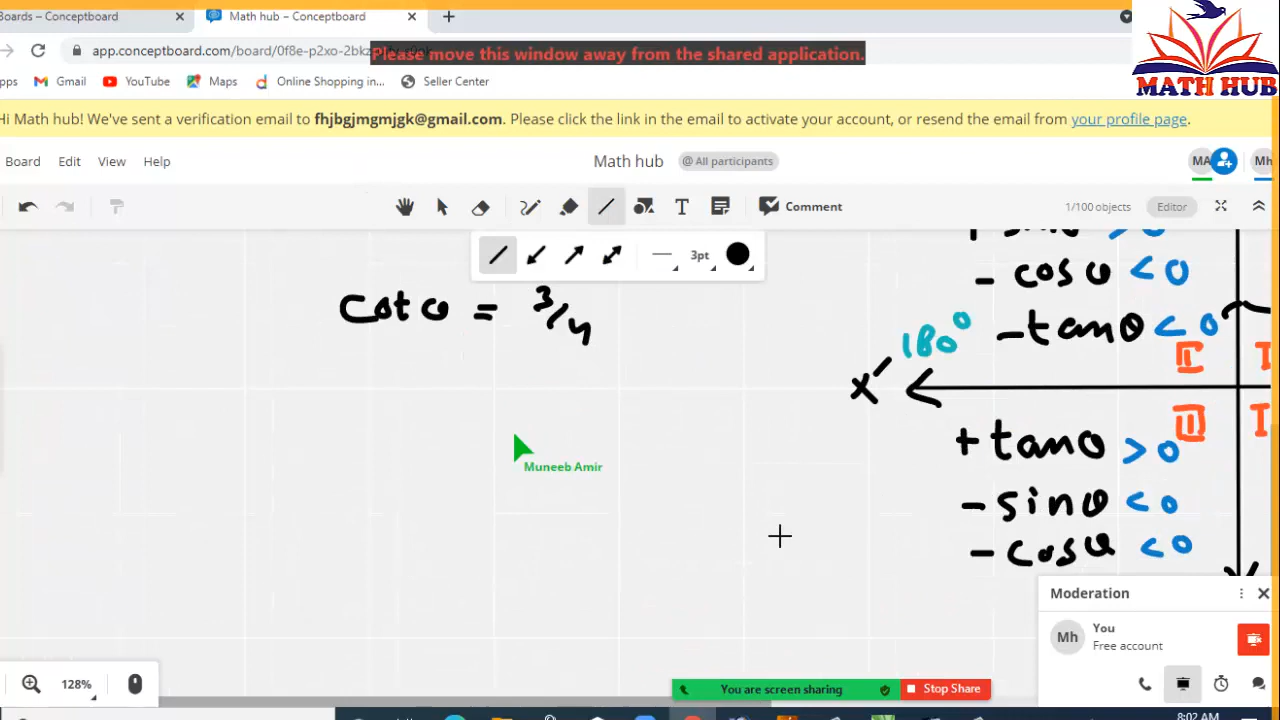 Boards – Conceptboard
Math hub – Conceptboard
app.conceptboard.com/board/0f8e-p2xo-2bkz
Please move this window away from the shared application.
MATH HUB
pps
Gmail
YouTube
Maps
Online Shopping in...
Seller Center
Hi Math hub! We've sent a verification email to fhjbgjmgmjgk@gmail.com. Please click the link in the email to activate your account, or resend the email from your profile page.
Board Edit View Help
Math hub
@ All participants
MA
Mh
T
Comment
1/100 objects
Editor
3pt
cot θ = 3/4
- cos θ < 0
- tan θ < 0
180°
II
X'
III
+ tan θ > 0
- sin θ < 0
- cos θ < 0
Muneeb Amir
Moderation
Mh
You
Free account
128%
You are screen sharing
Stop Share
8:02 AM